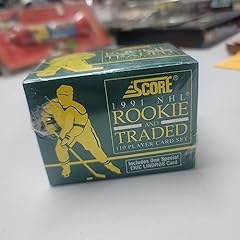 SCORE®
1991 NHL®
ROOKIE
AND
TRADED
110 PLAYER CARD SET
Includes One Special
ERIC LINDROS Card